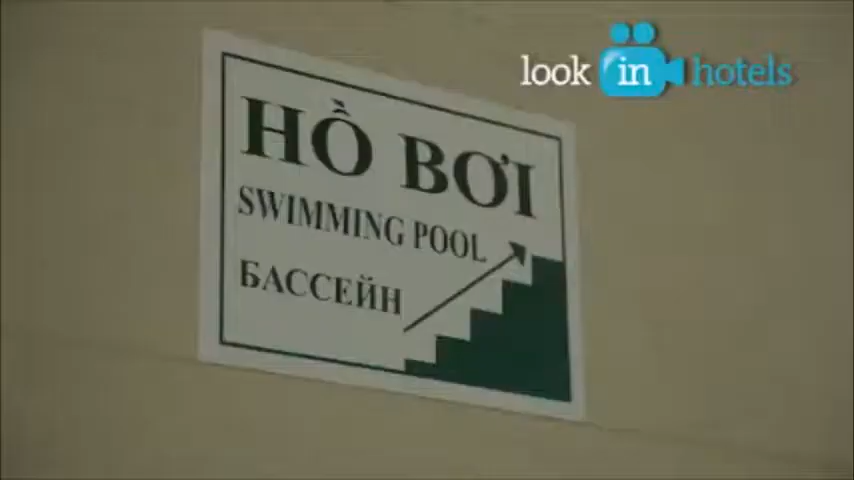 look in hotels
HỒ BƠI
SWIMMING POOL
БАССЕЙН